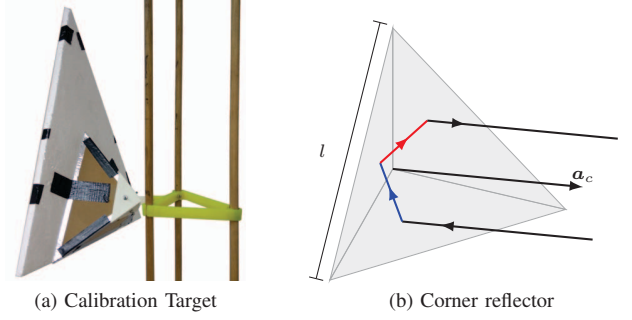 l
a_c
(a) Calibration Target
(b) Corner reflector